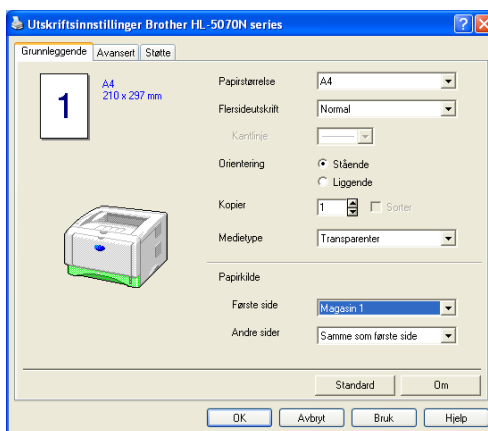 Utskriftsinnstillinger Brother HL-5070N series
Grunnleggende Avansert Støtte
1
A4
210 x 297 mm
Papirstørrelse A4
Flersideutskrift Normal
Kantlinje
Orientering Stående
Liggende
Kopier 1 Sorter
Medietype Transparenter
Papirkilde
Første side Magasin 1
Andre sider Samme som første side
Standard Om
OK Avbryt Bruk Hjelp